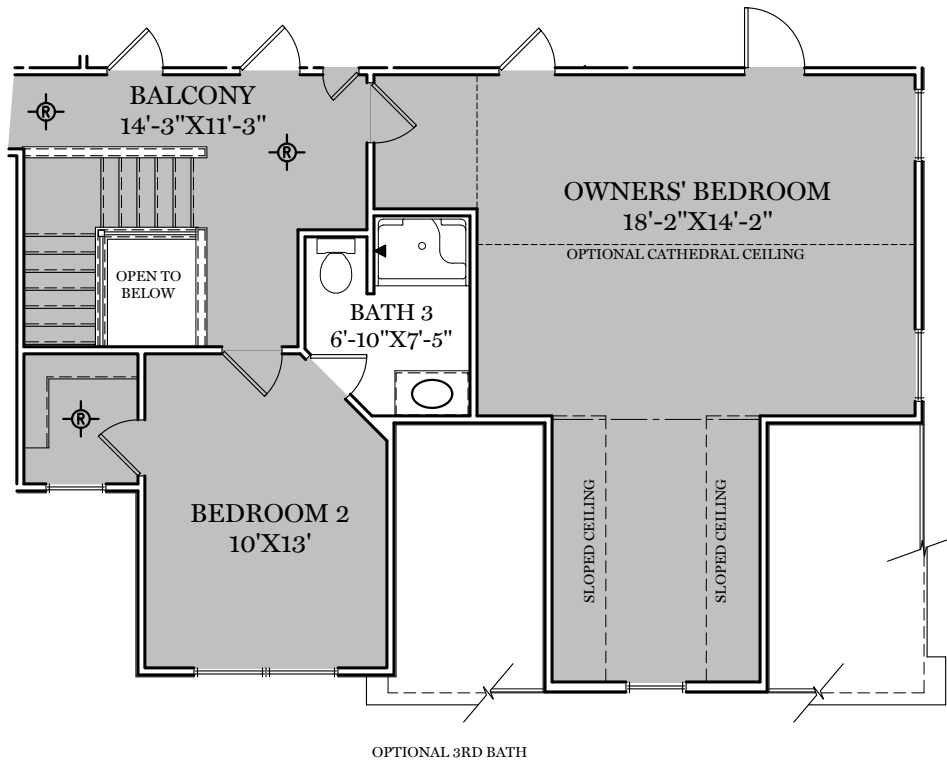 BALCONY
14'-3"X11'-3"
R
R
OWNERS' BEDROOM
18'-2"X14'-2"
OPTIONAL CATHEDRAL CEILING
OPEN TO
BELOW
BATH 3
6'-10"X7'-5"
R
BEDROOM 2
10'X13'
SLOPED CEILING
SLOPED CEILING
OPTIONAL 3RD BATH